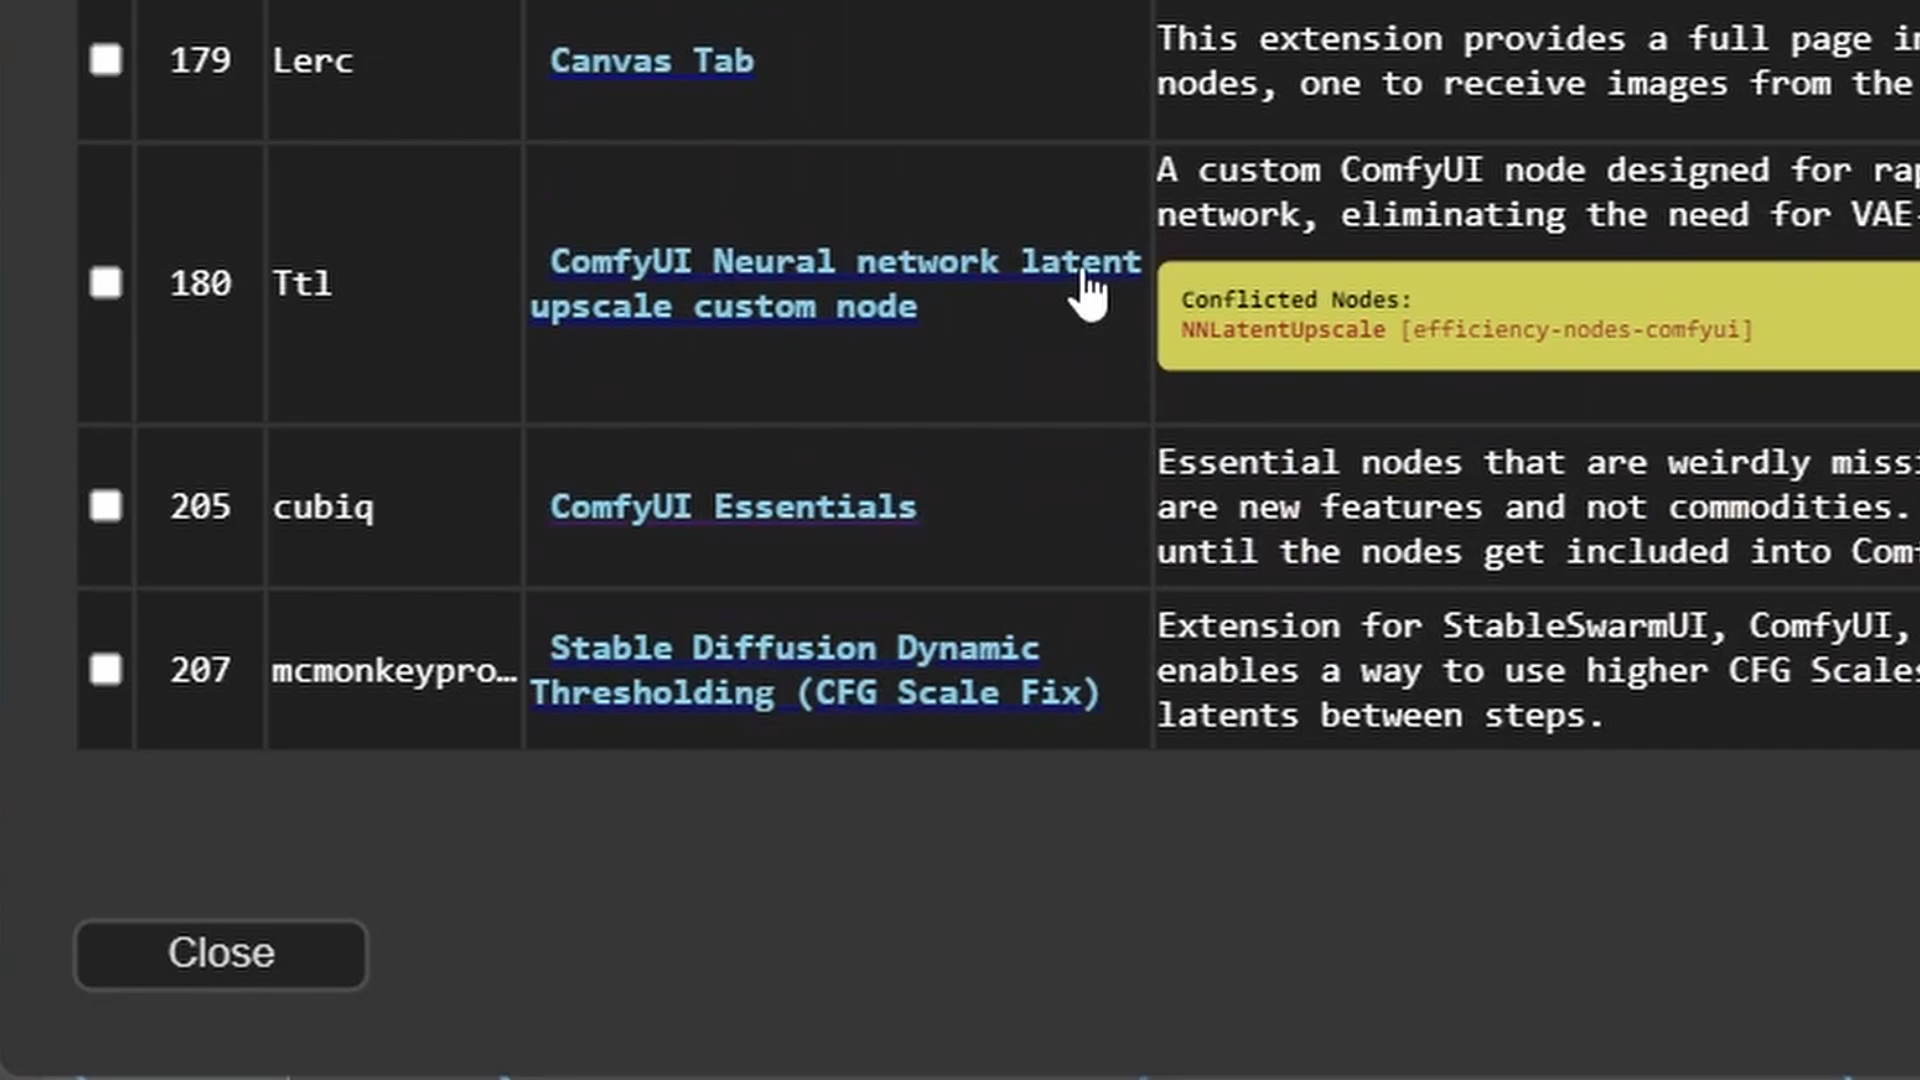 179 Lerc Canvas Tab This extension provides a full page
nodes, one to receive images from the
180 Ttl ComfyUI Neural network latent
upscale custom node
A custom ComfyUI node designed for
network, eliminating the need for VAE
Conflicted Nodes:
NNLatentUpscale [efficiency-nodes-comfyui]
205 cubiq ComfyUI Essentials
Essential nodes that are weirdly
are new features and not commodities.
until the nodes get included into
207 mcmonkeypro… Stable Diffusion Dynamic
Thresholding (CFG Scale Fix)
Extension for StableSwarmUI, ComfyUI,
enables a way to use higher CFG Scales
latents between steps.
Close